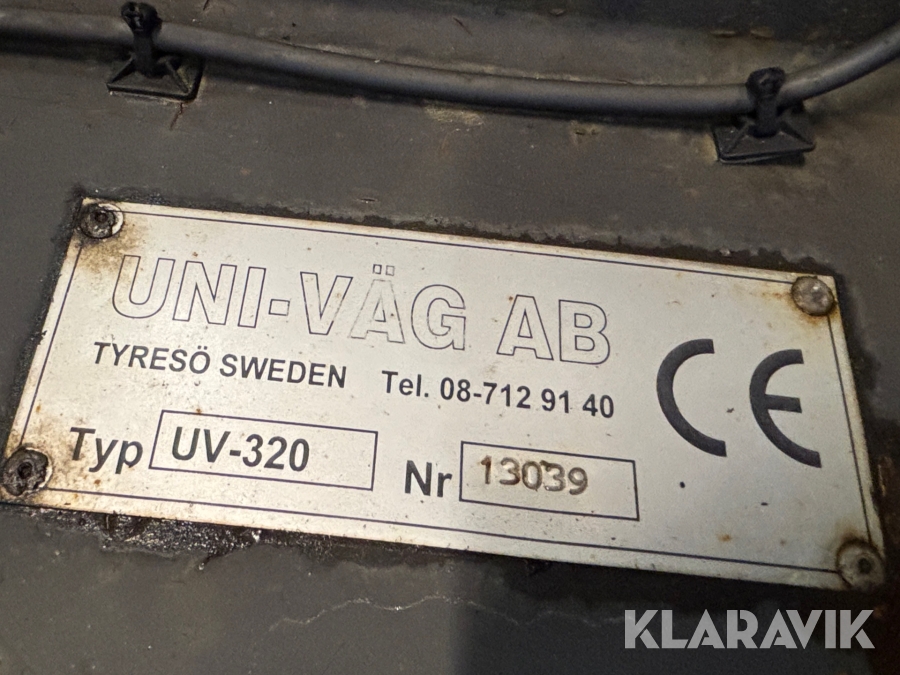 UNI-VÄG AB
TYRESÖ SWEDEN Tel. 08-712 91 40
CE
Typ UV-320 Nr 13039
KLARAVIK